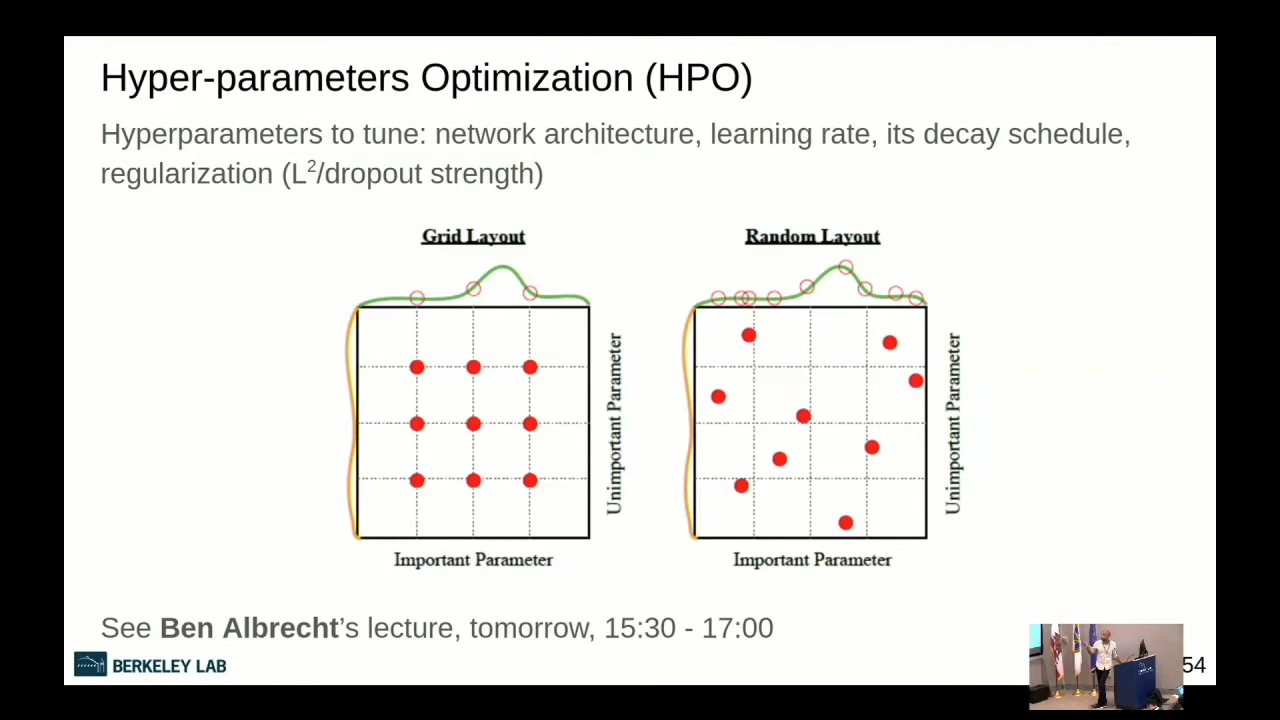 Hyper-parameters Optimization (HPO)
Hyperparameters to tune: network architecture, learning rate, its decay schedule,
regularization (L²/dropout strength)
Grid Layout
Random Layout
Unimportant Parameter
Unimportant Parameter
Important Parameter
Important Parameter
See Ben Albrecht's lecture, tomorrow, 15:30 - 17:00
BERKELEY LAB
54